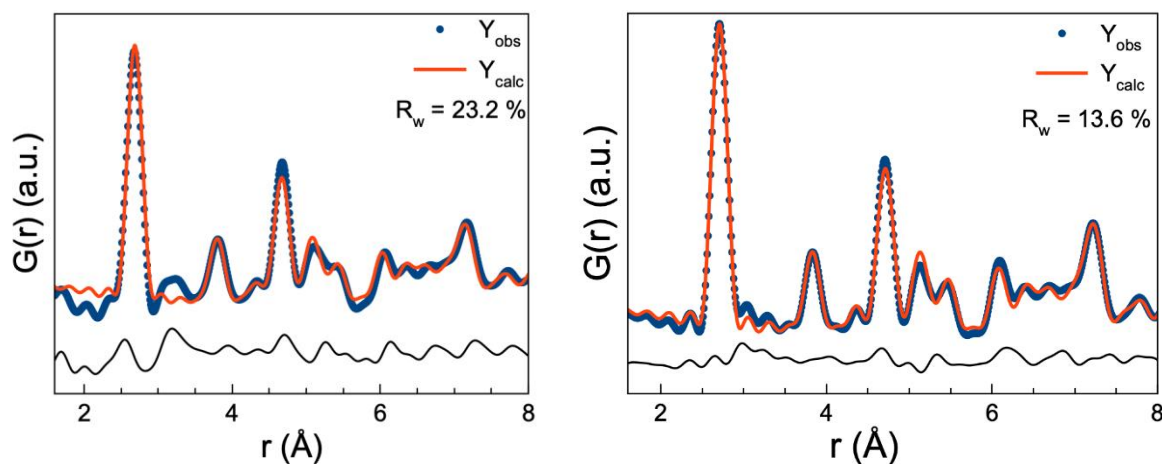 G(r) (a.u.)
Y_obs
Y_calc
R_w = 23.2 %
2 4 6 8
r (Å)
G(r) (a.u.)
Y_obs
Y_calc
R_w = 13.6 %
2 4 6 8
r (Å)